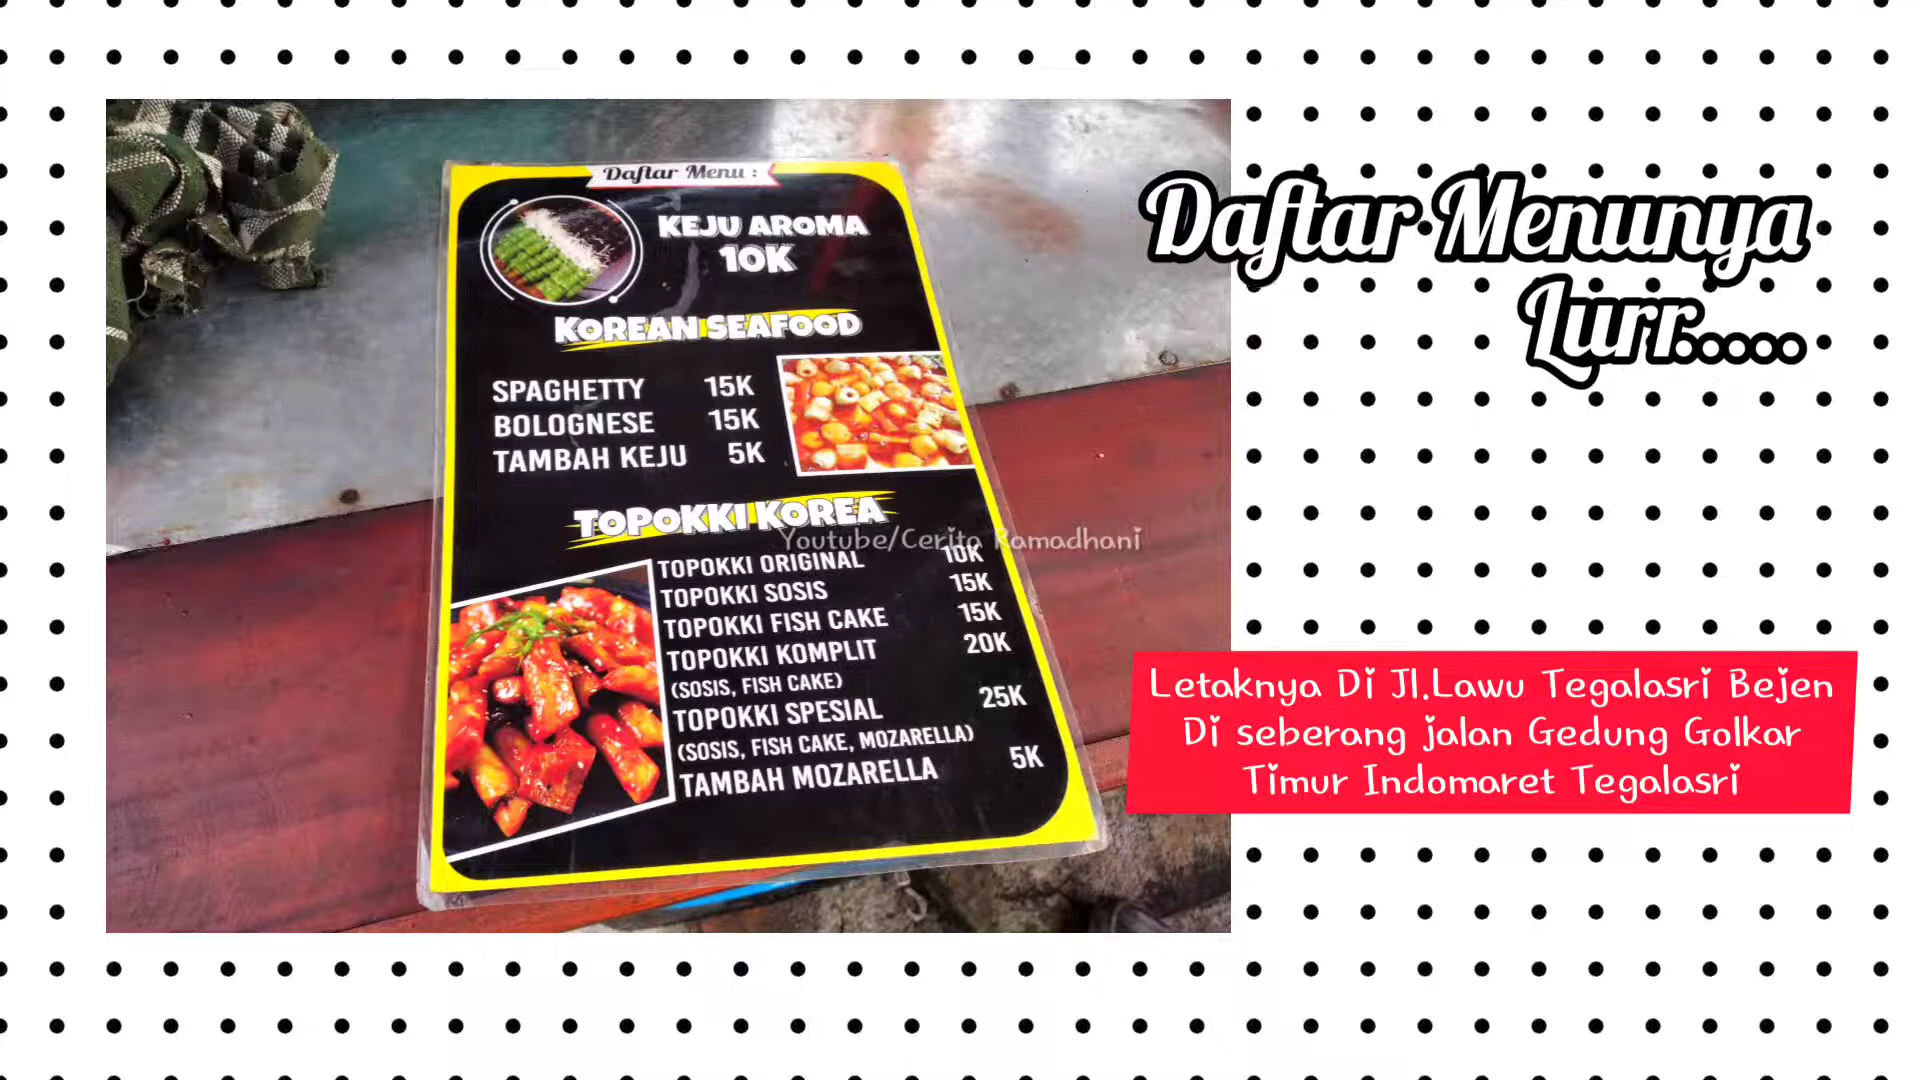 Daftar Menu :
KEJU AROMA
10K
KOREAN SEAFOOD
SPAGHETTY 15K
BOLOGNESE 15K
TAMBAH KEJU 5K
TOPOKKI KOREA
Youtube/Cerita Ramadhani
TOPOKKI ORIGINAL 10K
TOPOKKI SOSIS 15K
TOPOKKI FISH CAKE 15K
TOPOKKI KOMPLIT 20K
(SOSIS, FISH CAKE)
TOPOKKI SPESIAL 25K
(SOSIS, FISH CAKE, MOZARELLA)
TAMBAH MOZARELLA 5K
Daftar Menunya
Lurr.....
Letaknya Di Jl.Lawu Tegalasri Bejen
Di seberang jalan Gedung Golkar
Timur Indomaret Tegalasri